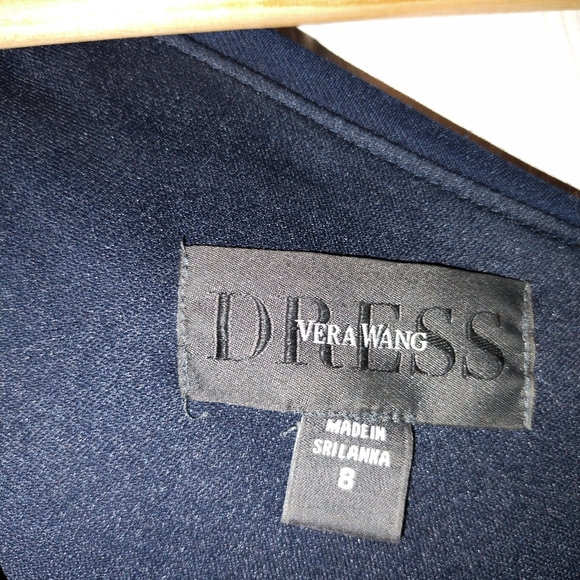 DRESS
VERA WANG
MADE IN
SRI LANKA
8